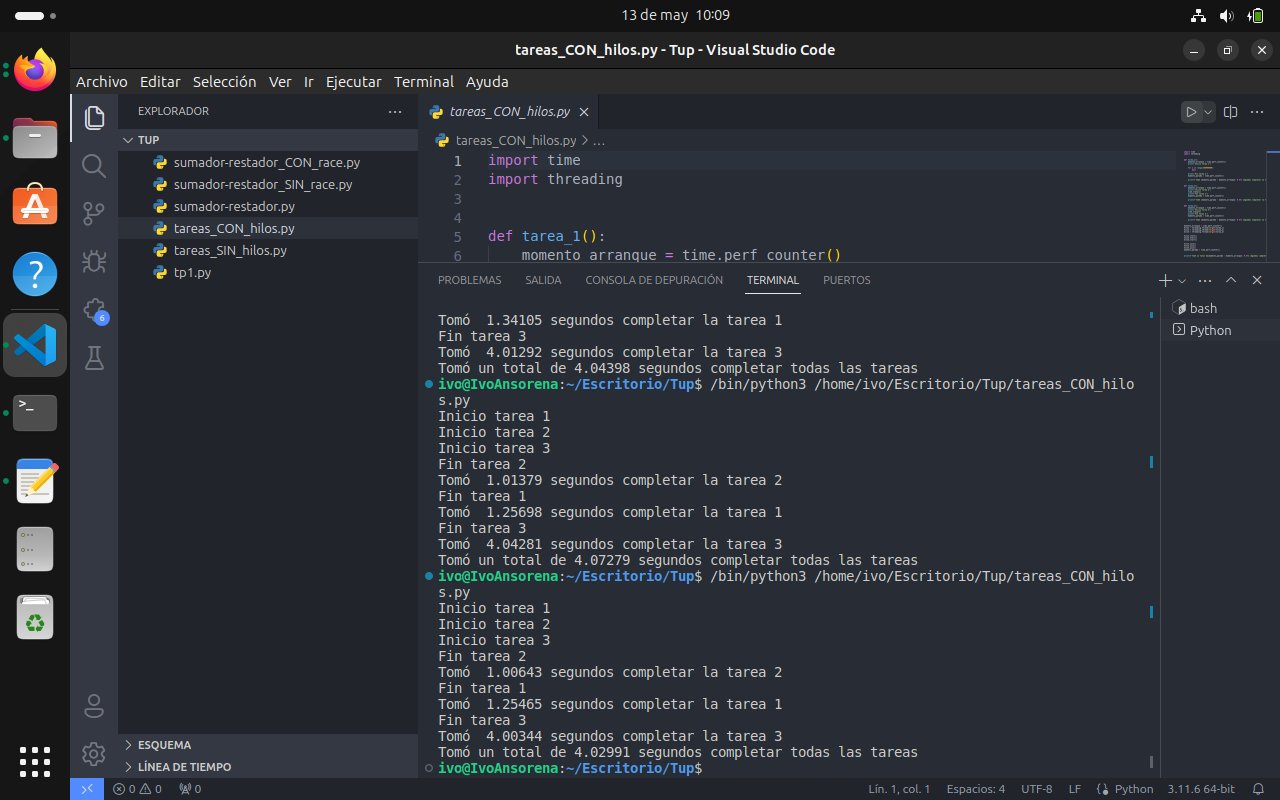 13 de may 10:09
tareas_CON_hilos.py - Tup - Visual Studio Code
Archivo Editar Selección Ver Ir Ejecutar Terminal Ayuda
EXPLORADOR
TUP
sumador-restador_CON_race.py
sumador-restador_SIN_race.py
sumador-restador.py
tareas_CON_hilos.py
tareas_SIN_hilos.py
tp1.py
6
tareas_CON_hilos.py
tareas_CON_hilos.py > ...
1 import time
2 import threading
3
4
5 def tarea_1():
6 momento_arranque = time.perf_counter()
PROBLEMAS SALIDA CONSOLA DE DEPURACIÓN TERMINAL PUERTOS
Tomó  1.34105 segundos completar la tarea 1
Fin tarea 3
Tomó  4.01292 segundos completar la tarea 3
Tomó un total de 4.04398 segundos completar todas las tareas
ivo@IvoAnsorena:~/Escritorio/Tup$ /bin/python3 /home/ivo/Escritorio/Tup/tareas_CON_hilo
s.py
Inicio tarea 1
Inicio tarea 2
Inicio tarea 3
Fin tarea 2
Tomó  1.01379 segundos completar la tarea 2
Fin tarea 1
Tomó  1.25698 segundos completar la tarea 1
Fin tarea 3
Tomó  4.04281 segundos completar la tarea 3
Tomó un total de 4.07279 segundos completar todas las tareas
ivo@IvoAnsorena:~/Escritorio/Tup$ /bin/python3 /home/ivo/Escritorio/Tup/tareas_CON_hilo
s.py
Inicio tarea 1
Inicio tarea 2
Inicio tarea 3
Fin tarea 2
Tomó  1.00643 segundos completar la tarea 2
Fin tarea 1
Tomó  1.25465 segundos completar la tarea 1
Fin tarea 3
Tomó  4.00344 segundos completar la tarea 3
Tomó un total de 4.02991 segundos completar todas las tareas
ivo@IvoAnsorena:~/Escritorio/Tup$
bash
Python
ESQUEMA
LÍNEA DE TIEMPO
0 0 0 Lín. 1, col. 1 Espacios: 4 UTF-8 LF Python 3.11.6 64-bit